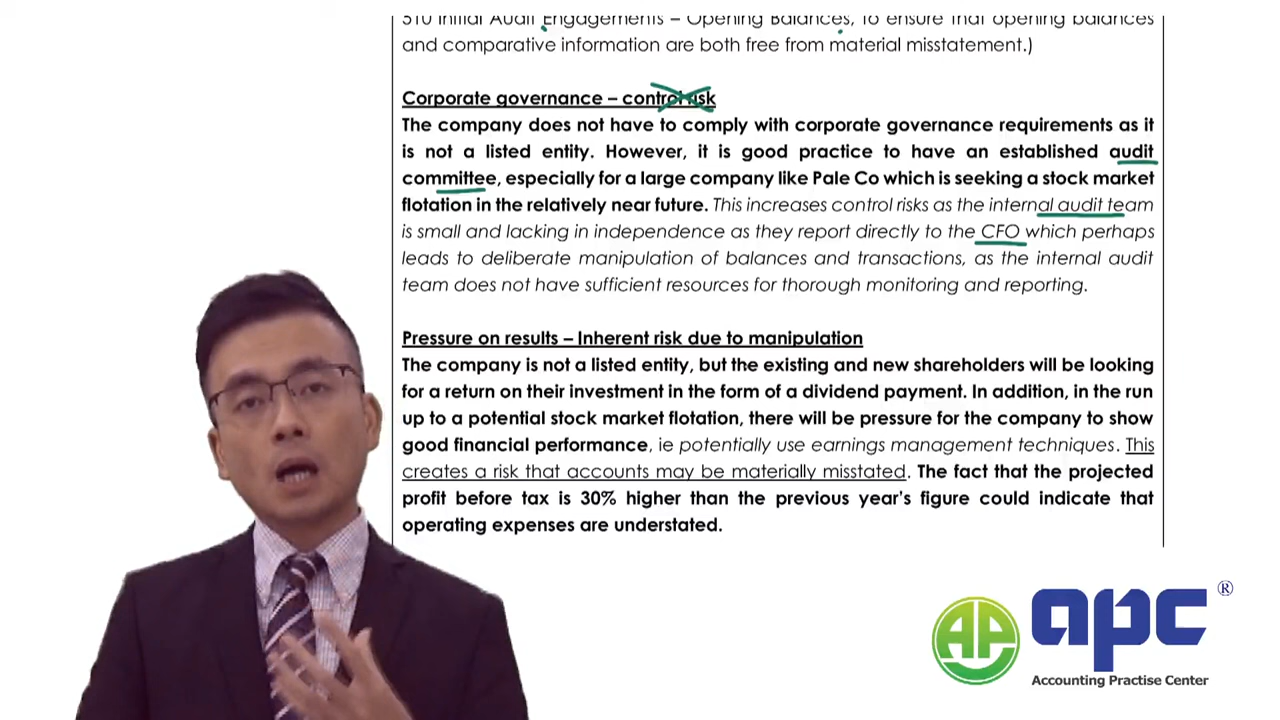 510 Initial Audit Engagements – Opening Balances, to ensure that opening balances
and comparative information are both free from material misstatement.)
Corporate governance – control risk
The company does not have to comply with corporate governance requirements as it
is not a listed entity. However, it is good practice to have an established audit
committee, especially for a large company like Pale Co which is seeking a stock market
flotation in the relatively near future. This increases control risks as the internal audit team
is small and lacking in independence as they report directly to the CFO which perhaps
leads to deliberate manipulation of balances and transactions, as the internal audit
team does not have sufficient resources for thorough monitoring and reporting.
Pressure on results – Inherent risk due to manipulation
The company is not a listed entity, but the existing and new shareholders will be looking
for a return on their investment in the form of a dividend payment. In addition, in the run
up to a potential stock market flotation, there will be pressure for the company to show
good financial performance, ie potentially use earnings management techniques. This
creates a risk that accounts may be materially misstated. The fact that the projected
profit before tax is 30% higher than the previous year's figure could indicate that
operating expenses are understated.
AP apc ®
Accounting Practise Center